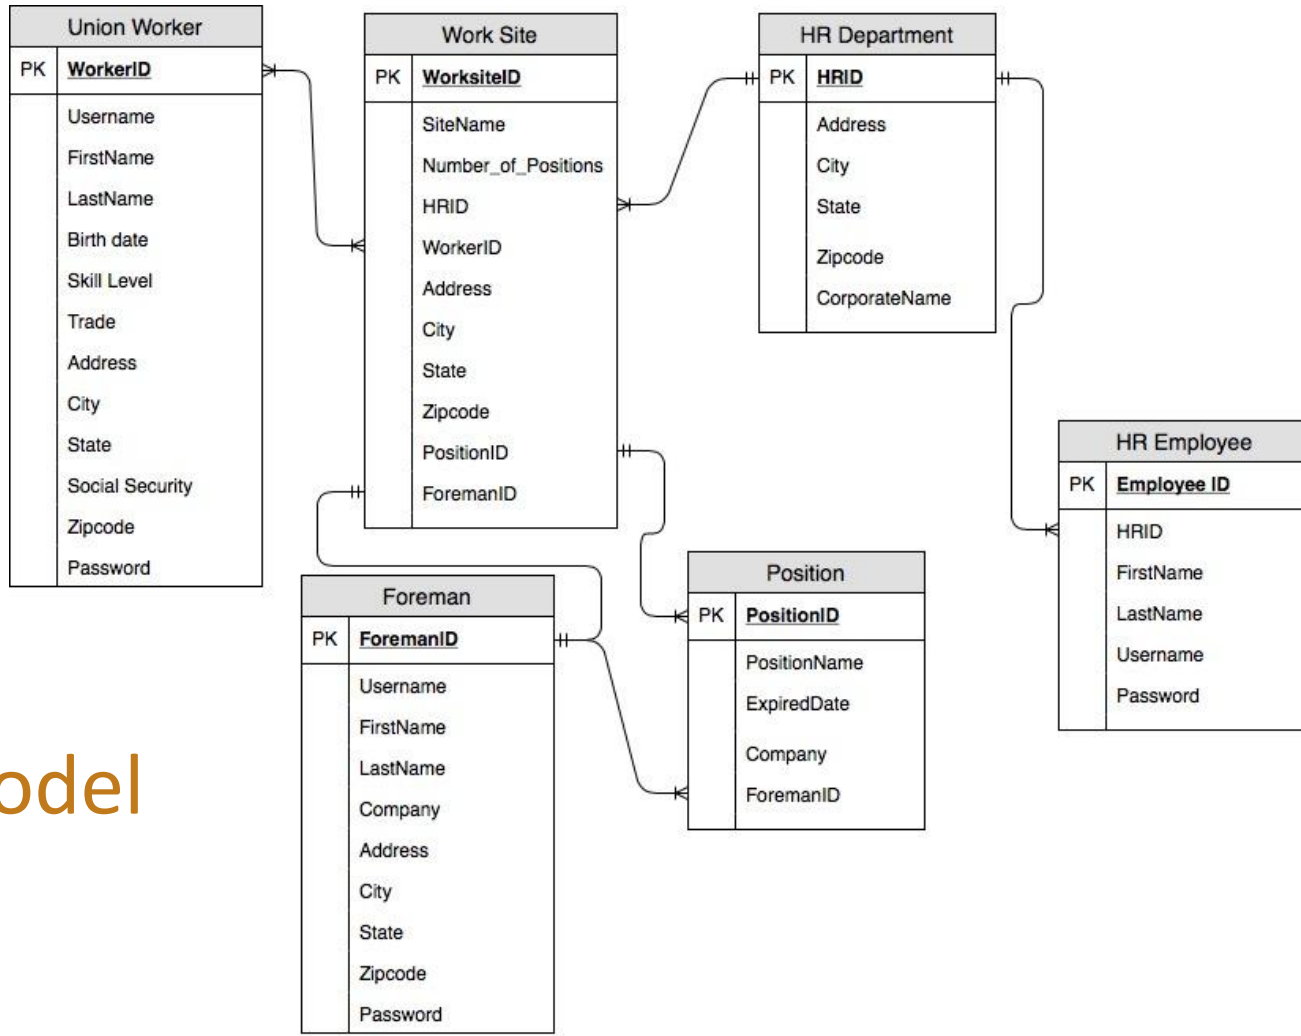 Union Worker
PK WorkerID
Username
FirstName
LastName
Birth date
Skill Level
Trade
Address
City
State
Social Security
Zipcode
Password
Work Site
PK WorksiteID
SiteName
Number_of_Positions
HRID
WorkerID
Address
City
State
Zipcode
PositionID
ForemanID
HR Department
PK HRID
Address
City
State
Zipcode
CorporateName
HR Employee
PK Employee ID
HRID
FirstName
LastName
Username
Password
Foreman
PK ForemanID
Username
FirstName
LastName
Company
Address
City
State
Zipcode
Password
Position
PK PositionID
PositionName
ExpiredDate
Company
ForemanID
odel